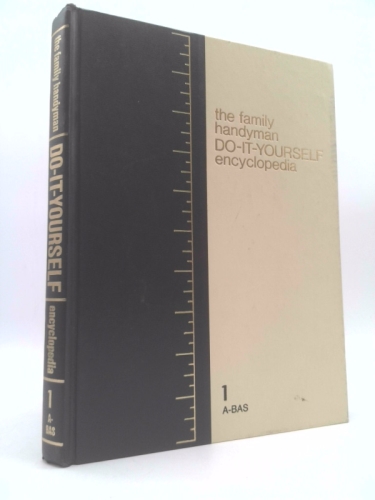 the family handyman
DO-IT-YOURSELF
encyclopedia
1
A-
BAS
the family
handyman
DO-IT-YOURSELF
encyclopedia
1
A-BAS